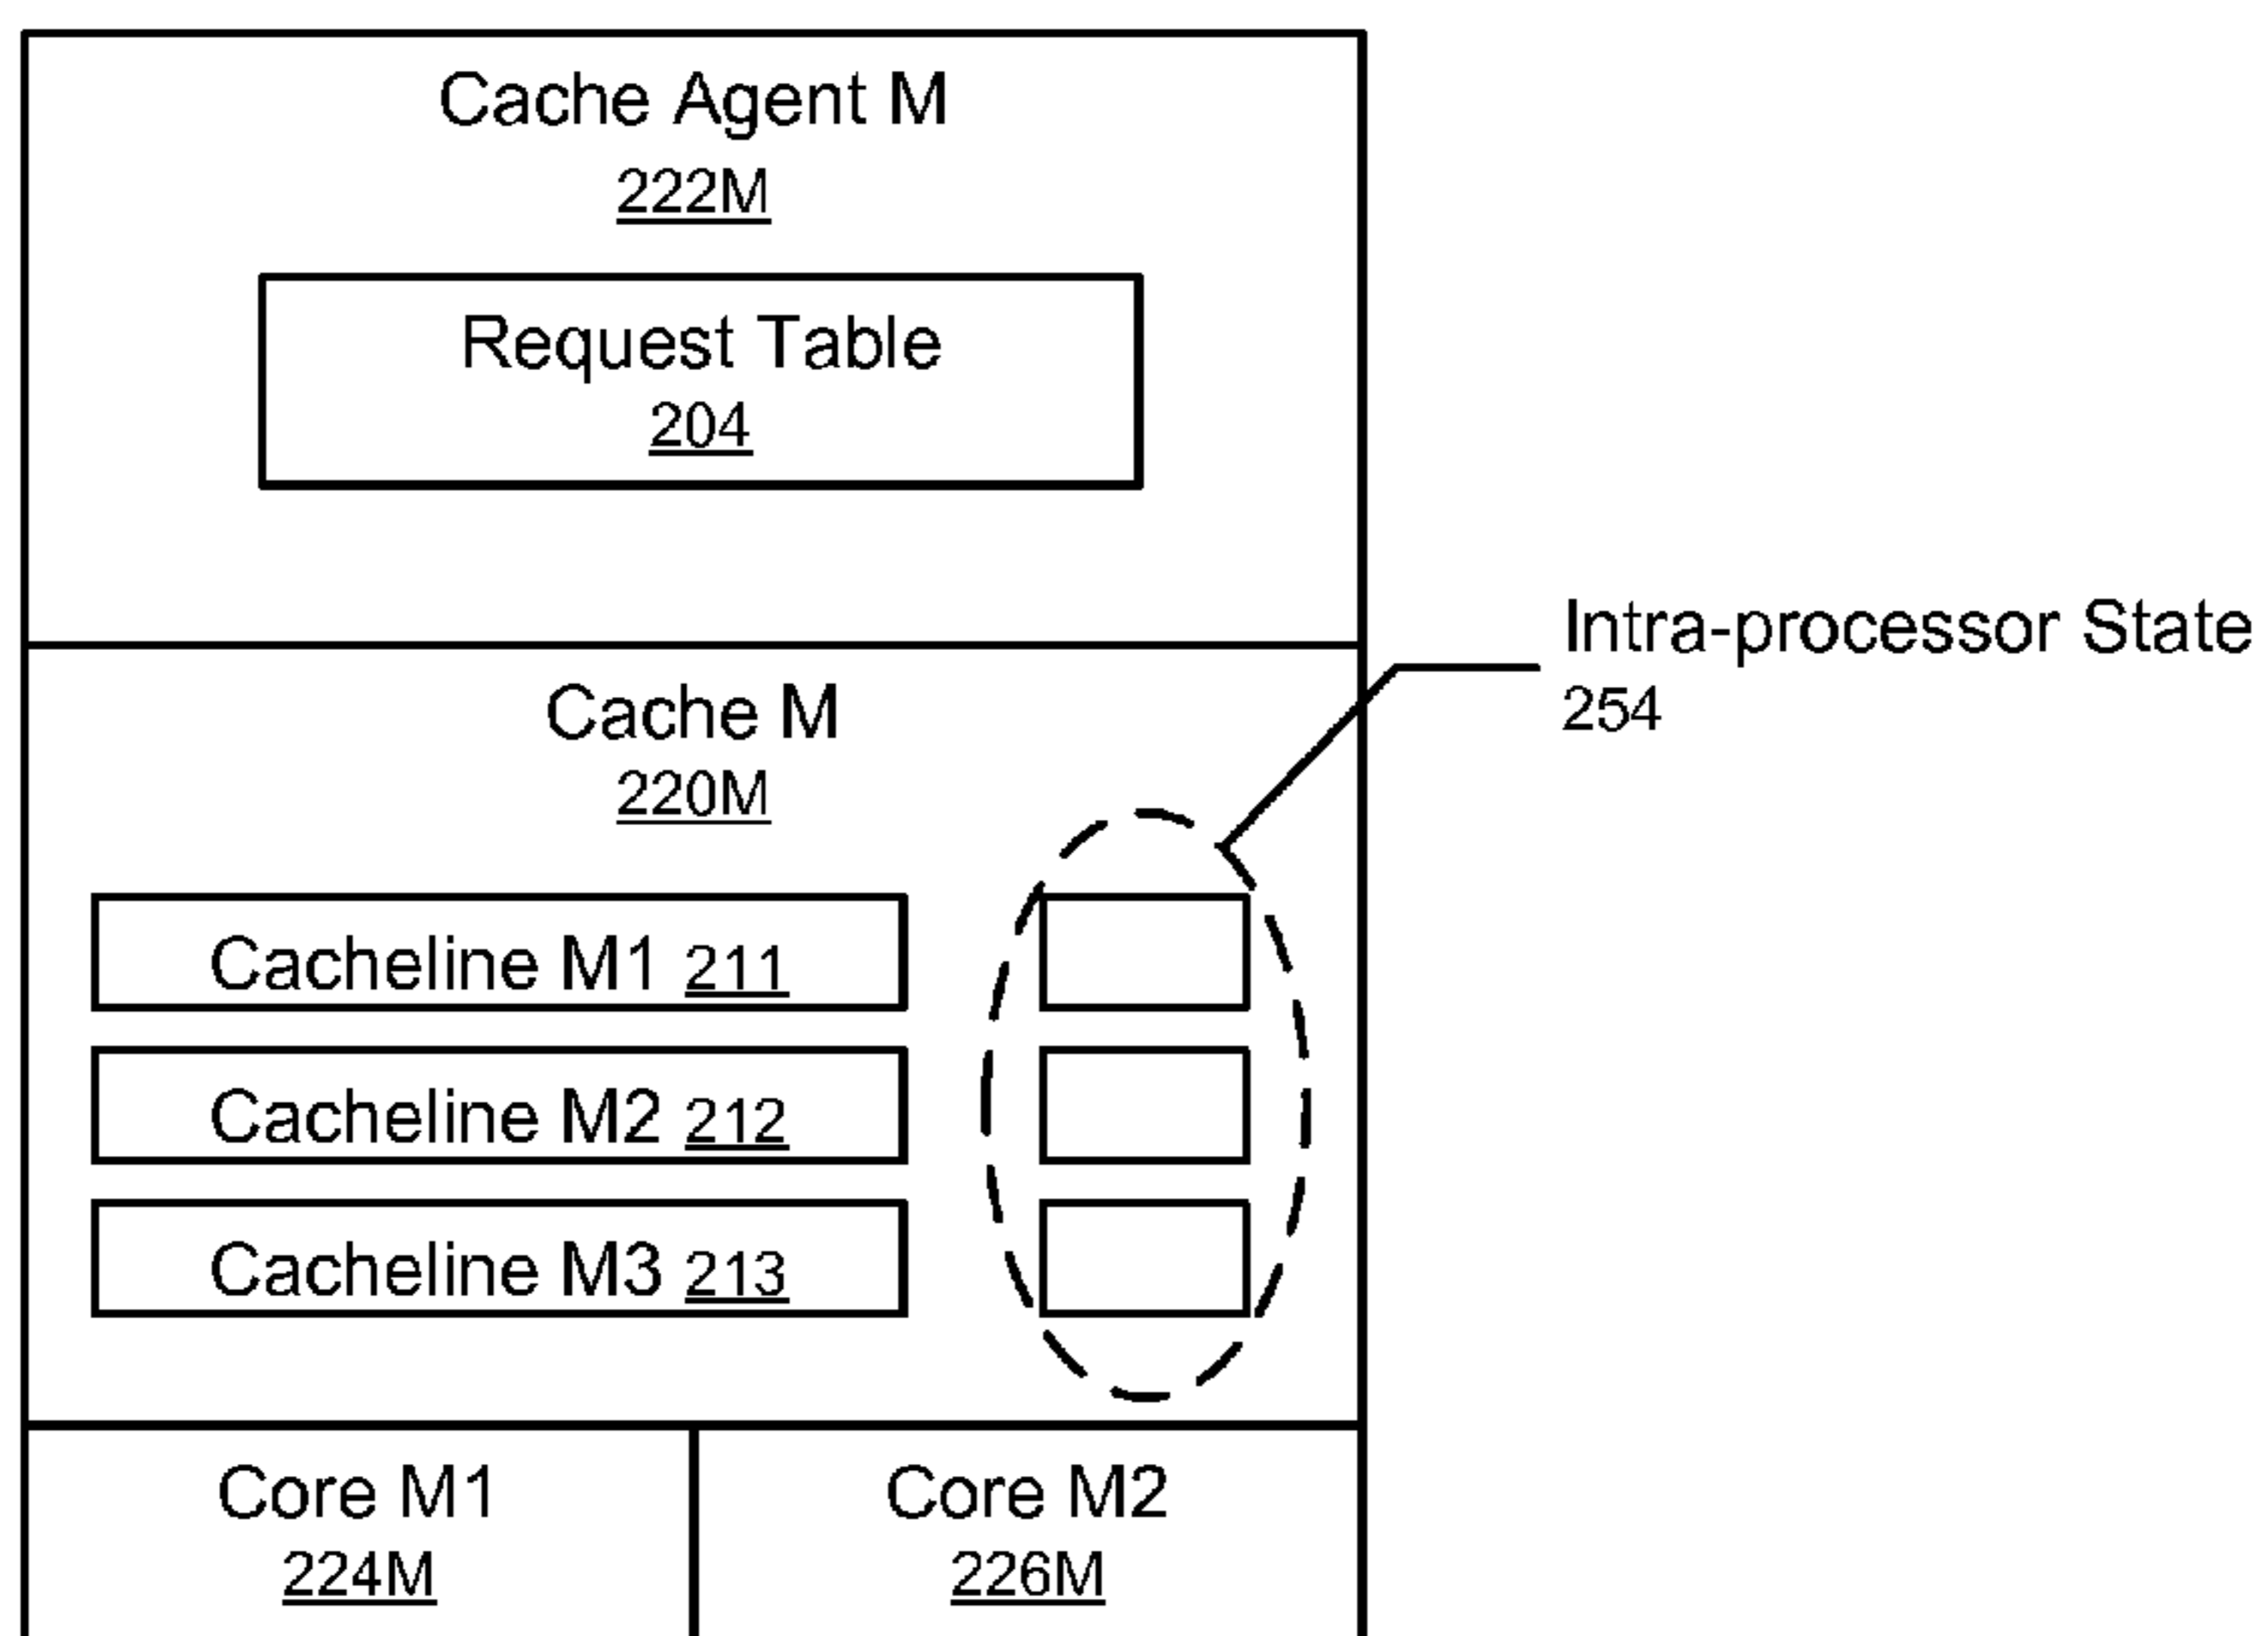 Cache Agent M
222M
Request Table
204
Intra-processor State
254
Cache M
220M
Cacheline M1 211
Cacheline M2 212
Cacheline M3 213
Core M1
224M
Core M2
226M